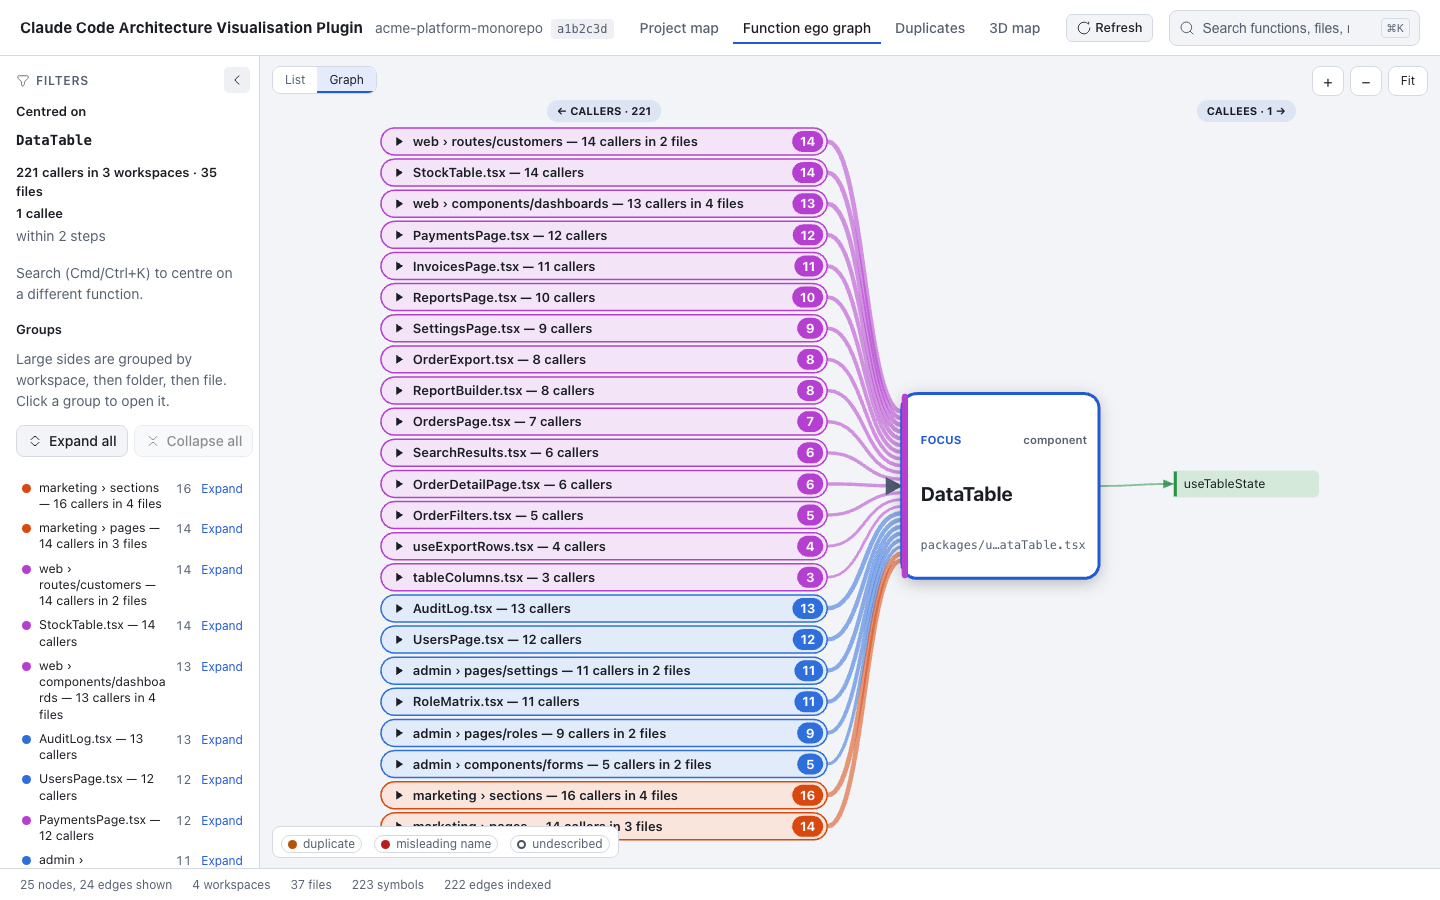 Claude Code Architecture Visualisation Plugin acme-platform-monorepo a1b2c3d Project map Function ego graph Duplicates 3D map Refresh Search functions, files, ⌘K
FILTERS
Centred on
DataTable
221 callers in 3 workspaces · 35
files
1 callee
within 2 steps
Search (Cmd/Ctrl+K) to centre on
a different function.
Groups
Large sides are grouped by
workspace, then folder, then file.
Click a group to open it.
Expand all Collapse all
marketing › sections 16 Expand
— 16 callers in 4 files
marketing › pages — 14 Expand
14 callers in 3 files
web › 14 Expand
routes/customers —
14 callers in 2 files
StockTable.tsx — 14 14 Expand
callers
web › 13 Expand
components/dashboa
rds — 13 callers in 4
files
AuditLog.tsx — 13 13 Expand
callers
UsersPage.tsx — 12 12 Expand
callers
PaymentsPage.tsx — 12 Expand
12 callers
admin › 11 Expand
List Graph
+ − Fit
← CALLERS · 221
CALLEES · 1 →
web › routes/customers — 14 callers in 2 files 14
StockTable.tsx — 14 callers 14
web › components/dashboards — 13 callers in 4 files 13
PaymentsPage.tsx — 12 callers 12
InvoicesPage.tsx — 11 callers 11
ReportsPage.tsx — 10 callers 10
SettingsPage.tsx — 9 callers 9
OrderExport.tsx — 8 callers 8
ReportBuilder.tsx — 8 callers 8
OrdersPage.tsx — 7 callers 7
SearchResults.tsx — 6 callers 6
OrderDetailPage.tsx — 6 callers 6
OrderFilters.tsx — 5 callers 5
useExportRows.tsx — 4 callers 4
tableColumns.tsx — 3 callers 3
AuditLog.tsx — 13 callers 13
UsersPage.tsx — 12 callers 12
admin › pages/settings — 11 callers in 2 files 11
RoleMatrix.tsx — 11 callers 11
admin › pages/roles — 9 callers in 2 files 9
admin › components/forms — 5 callers in 2 files 5
marketing › sections — 16 callers in 4 files 16
marketing › pages — 14 callers in 3 files 14
FOCUS component
DataTable
packages/u…ataTable.tsx
useTableState
duplicate misleading name undescribed
25 nodes, 24 edges shown 4 workspaces 37 files 223 symbols 222 edges indexed